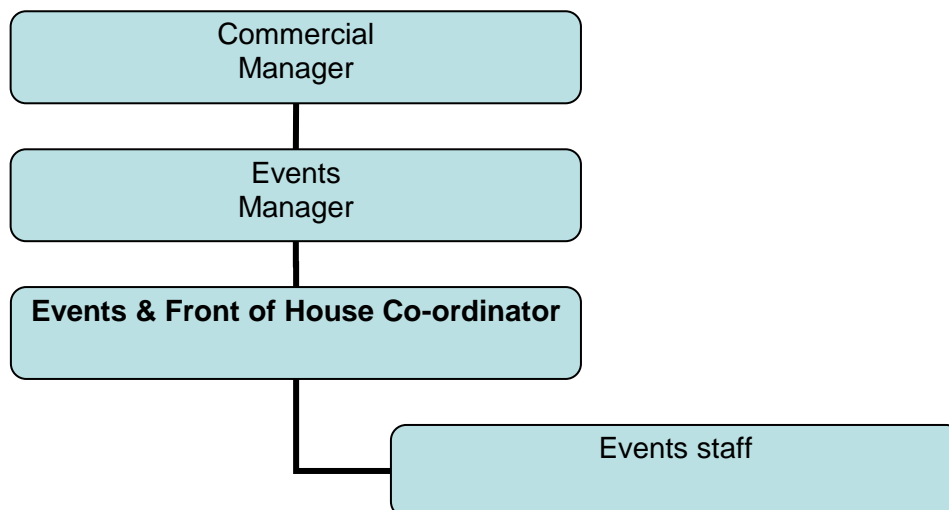 Commercial
Manager
Events
Manager
Events & Front of House Co-ordinator
Events staff